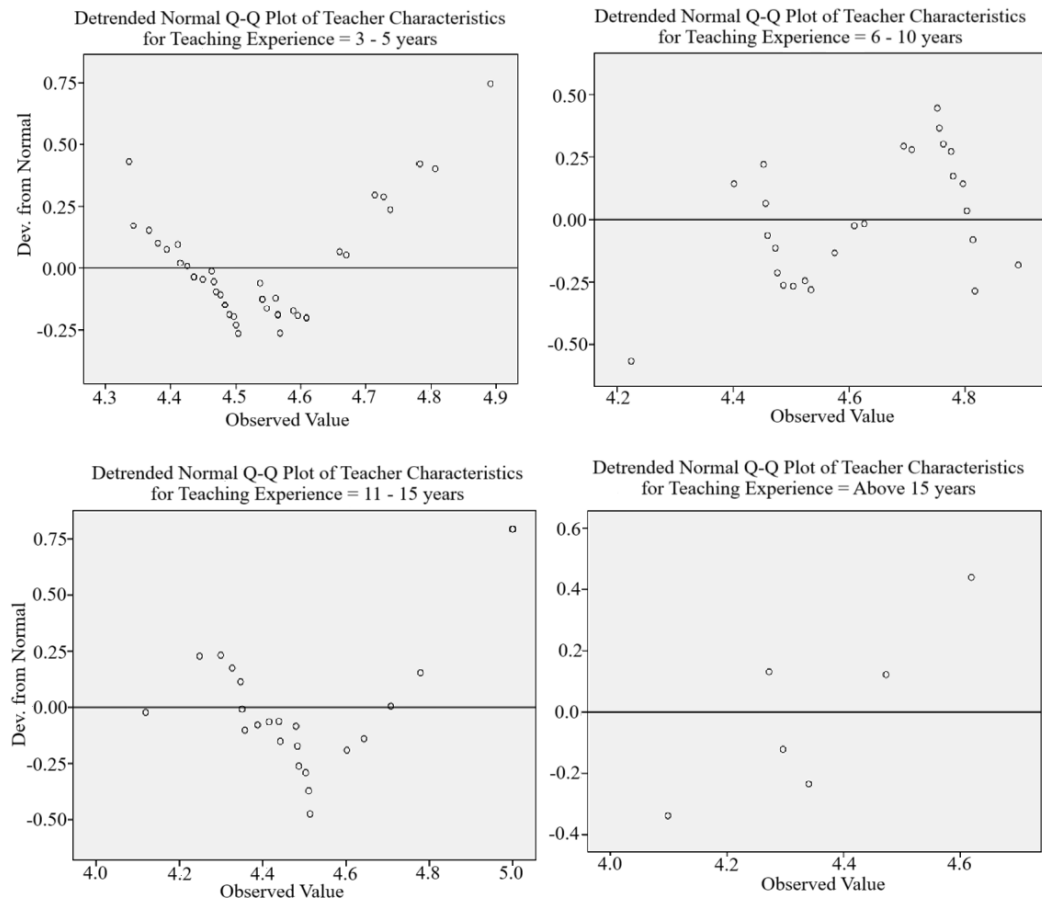 Detrended Normal Q-Q Plot of Teacher Characteristics
for Teaching Experience = 3 - 5 years
Dev. from Normal
0.75
0.50
0.25
0.00
-0.25
4.3 4.4 4.5 4.6 4.7 4.8 4.9
Observed Value
Detrended Normal Q-Q Plot of Teacher Characteristics
for Teaching Experience = 6 - 10 years
0.50
0.25
0.00
-0.25
-0.50
4.2 4.4 4.6 4.8
Observed Value
Detrended Normal Q-Q Plot of Teacher Characteristics
for Teaching Experience = 11 - 15 years
Dev. from Normal
0.75
0.50
0.25
0.00
-0.25
-0.50
4.0 4.2 4.4 4.6 4.8 5.0
Observed Value
Detrended Normal Q-Q Plot of Teacher Characteristics
for Teaching Experience = Above 15 years
0.6
0.4
0.2
0.0
-0.2
-0.4
4.0 4.2 4.4 4.6
Observed Value